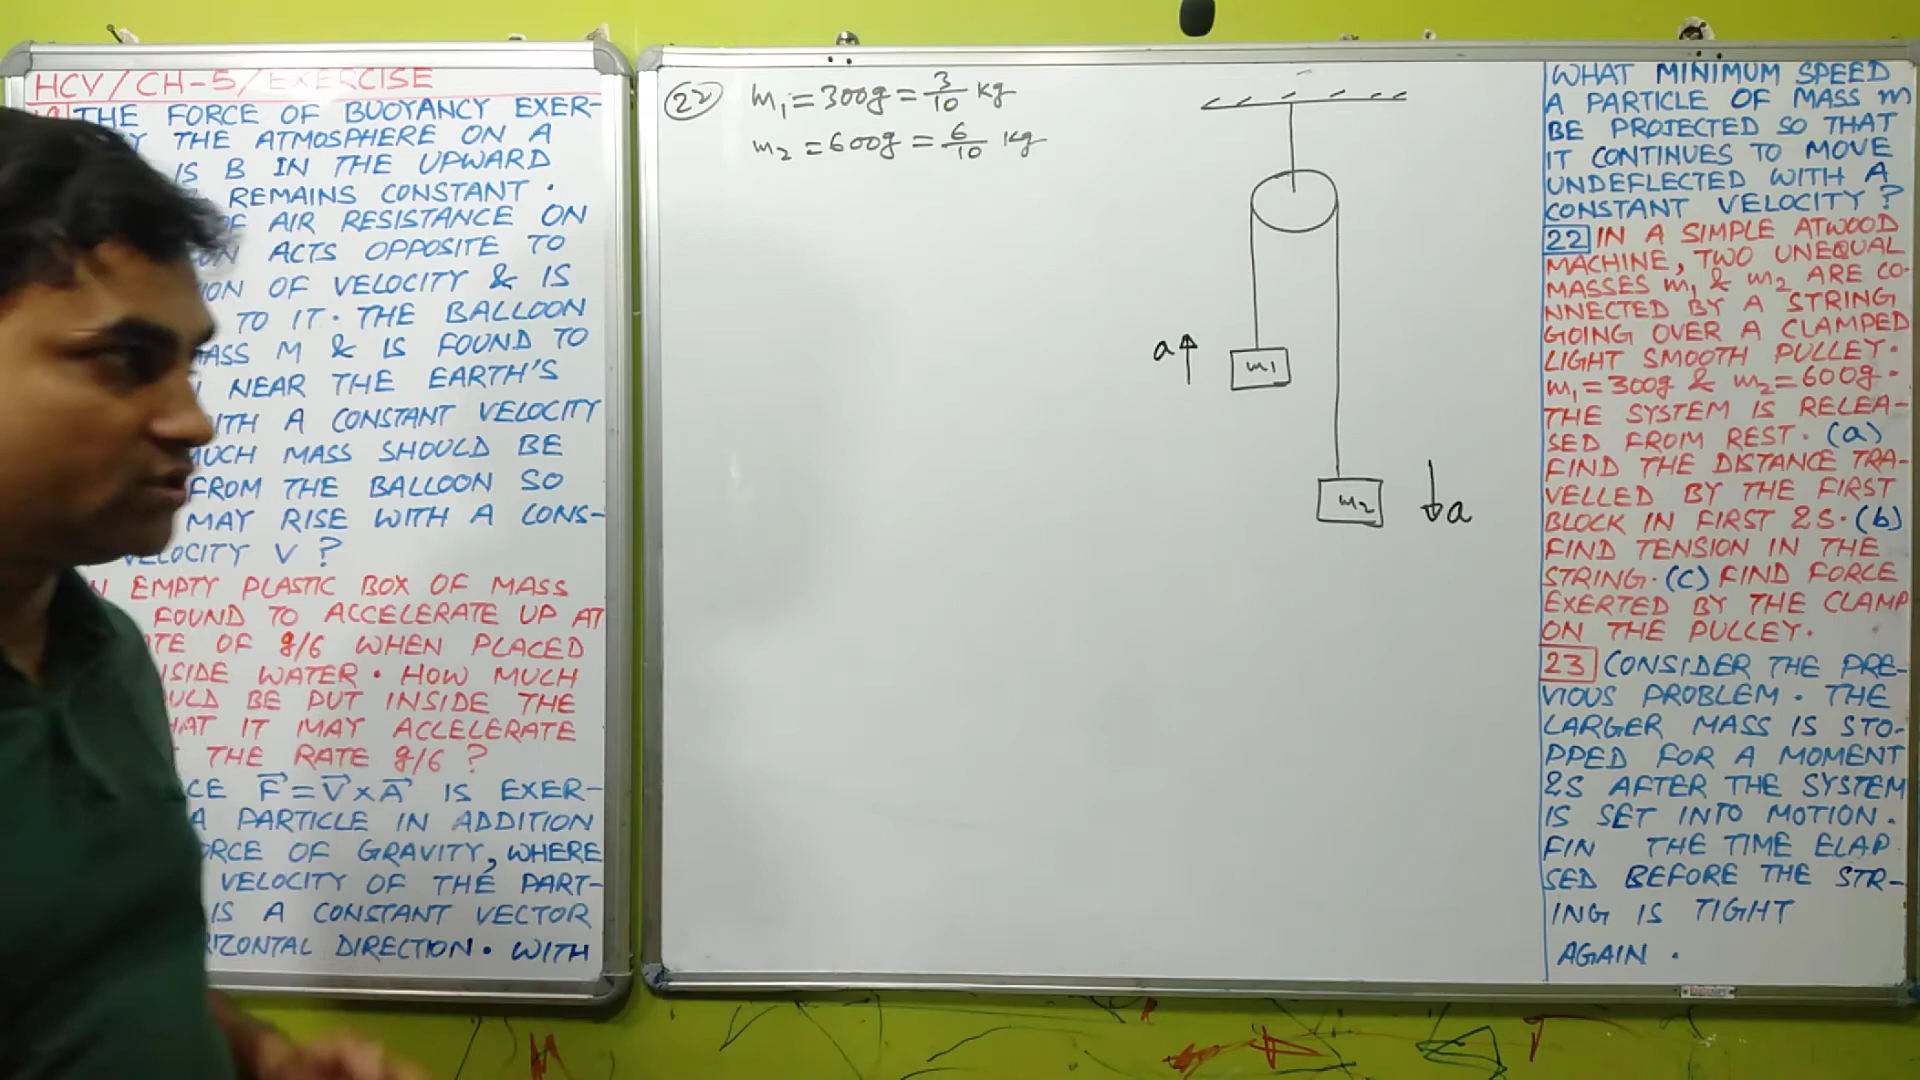 HCV/CH-5/EXERCISE
THE FORCE OF BUOYANCY EXER-
Y THE ATMOSPHERE ON A
IS B IN THE UPWARD
REMAINS CONSTANT.
OF AIR RESISTANCE ON
ON ACTS OPPOSITE TO
ION OF VELOCITY & IS
TO IT. THE BALLOON
MASS M & IS FOUND TO
NEAR THE EARTH'S
ITH A CONSTANT VELOCITY
MUCH MASS SHOULD BE
FROM THE BALLOON SO
MAY RISE WITH A CONS-
VELOCITY V ?
N EMPTY PLASTIC BOX OF MASS
FOUND TO ACCELERATE UP AT
TE OF g/6 WHEN PLACED
SIDE WATER. HOW MUCH
ULD BE PUT INSIDE THE
HAT IT MAY ACCELERATE
THE RATE g/6 ?
CE F⃗ = V⃗ × A⃗ IS EXER-
A PARTICLE IN ADDITION
ORCE OF GRAVITY, WHERE
VELOCITY OF THE PART-
IS A CONSTANT VECTOR
RIZONTAL DIRECTION. WITH
22 m₁ = 300g = 3/10 kg
m₂ = 600g = 6/10 kg
a
m₁
m₂
a
WHAT MINIMUM SPEED
A PARTICLE OF MASS m
BE PROJECTED SO THAT
IT CONTINUES TO MOVE
UNDEFLECTED WITH A
CONSTANT VELOCITY ?
22 IN A SIMPLE ATWOOD
MACHINE, TWO UNEQUAL
MASSES m₁ & m₂ ARE CO-
NNECTED BY A STRING
GOING OVER A CLAMPED
LIGHT SMOOTH PULLEY.
m₁ = 300g & m₂ = 600g.
THE SYSTEM IS RELEA-
SED FROM REST. (a)
FIND THE DISTANCE TRA-
VELLED BY THE FIRST
BLOCK IN FIRST 2S. (b)
FIND TENSION IN THE
STRING. (C) FIND FORCE
EXERTED BY THE CLAMP
ON THE PULLEY.
23 CONSIDER THE PRE-
VIOUS PROBLEM. THE
LARGER MASS IS STO-
PPED FOR A MOMENT
2S AFTER THE SYSTEM
IS SET INTO MOTION.
FIN THE TIME ELAP
SED BEFORE THE STR-
ING IS TIGHT
AGAIN.